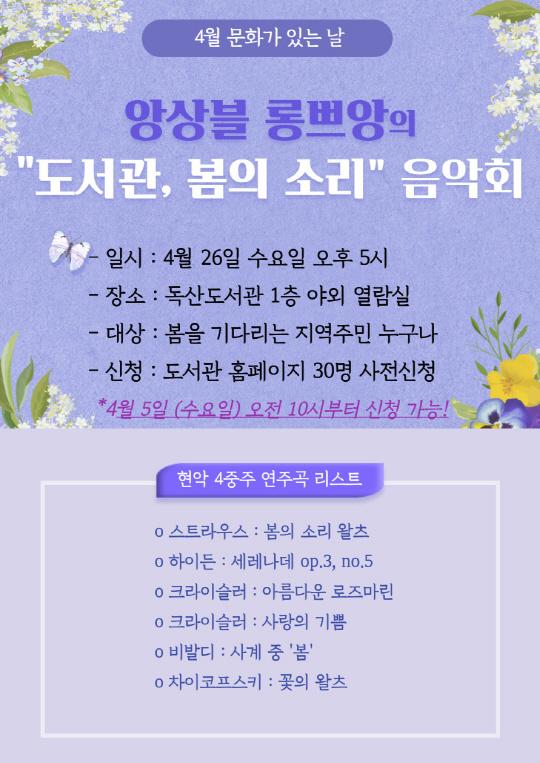 4월 문화가 있는 날
앙상블 롱쁘앙의
"도서관, 봄의 소리" 음악회
- 일시 : 4월 26일 수요일 오후 5시
- 장소 : 독산도서관 1층 야외 열람실
- 대상 : 봄을 기다리는 지역주민 누구나
- 신청 : 도서관 홈페이지 30명 사전신청
*4월 5일 (수요일) 오전 10시부터 신청 가능!
현악 4중주 연주곡 리스트
o 스트라우스 : 봄의 소리 왈츠
o 하이든 : 세레나데 op.3, no.5
o 크라이슬러 : 아름다운 로즈마린
o 크라이슬러 : 사랑의 기쁨
o 비발디 : 사계 중 '봄'
o 차이코프스키 : 꽃의 왈츠